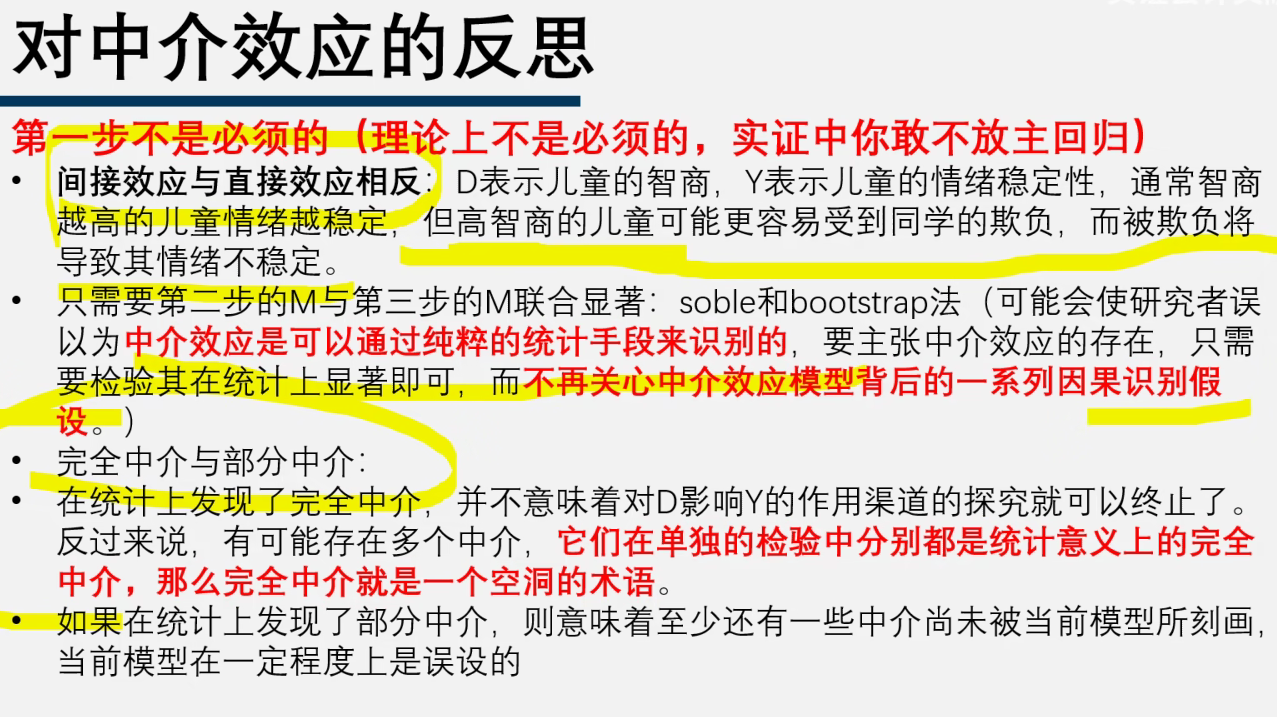 对中介效应的反思
第一步不是必须的（理论上不是必须的，实证中你敢不放主回归）
• 间接效应与直接效应相反：D表示儿童的智商，Y表示儿童的情绪稳定性，通常智商
越高的儿童情绪越稳定，但高智商的儿童可能更容易受到同学的欺负，而被欺负将
导致其情绪不稳定。
• 只需要第二步的M与第三步的M联合显著：soble和bootstrap法（可能会使研究者误
以为中介效应是可以通过纯粹的统计手段来识别的，要主张中介效应的存在，只需
要检验其在统计上显著即可，而不再关心中介效应模型背后的一系列因果识别假
设。）
• 完全中介与部分中介：
• 在统计上发现了完全中介，并不意味着对D影响Y的作用渠道的探究就可以终止了。
反过来说，有可能存在多个中介，它们在单独的检验中分别都是统计意义上的完全
中介，那么完全中介就是一个空洞的术语。
• 如果在统计上发现了部分中介，则意味着至少还有一些中介尚未被当前模型所刻画，
当前模型在一定程度上是误设的